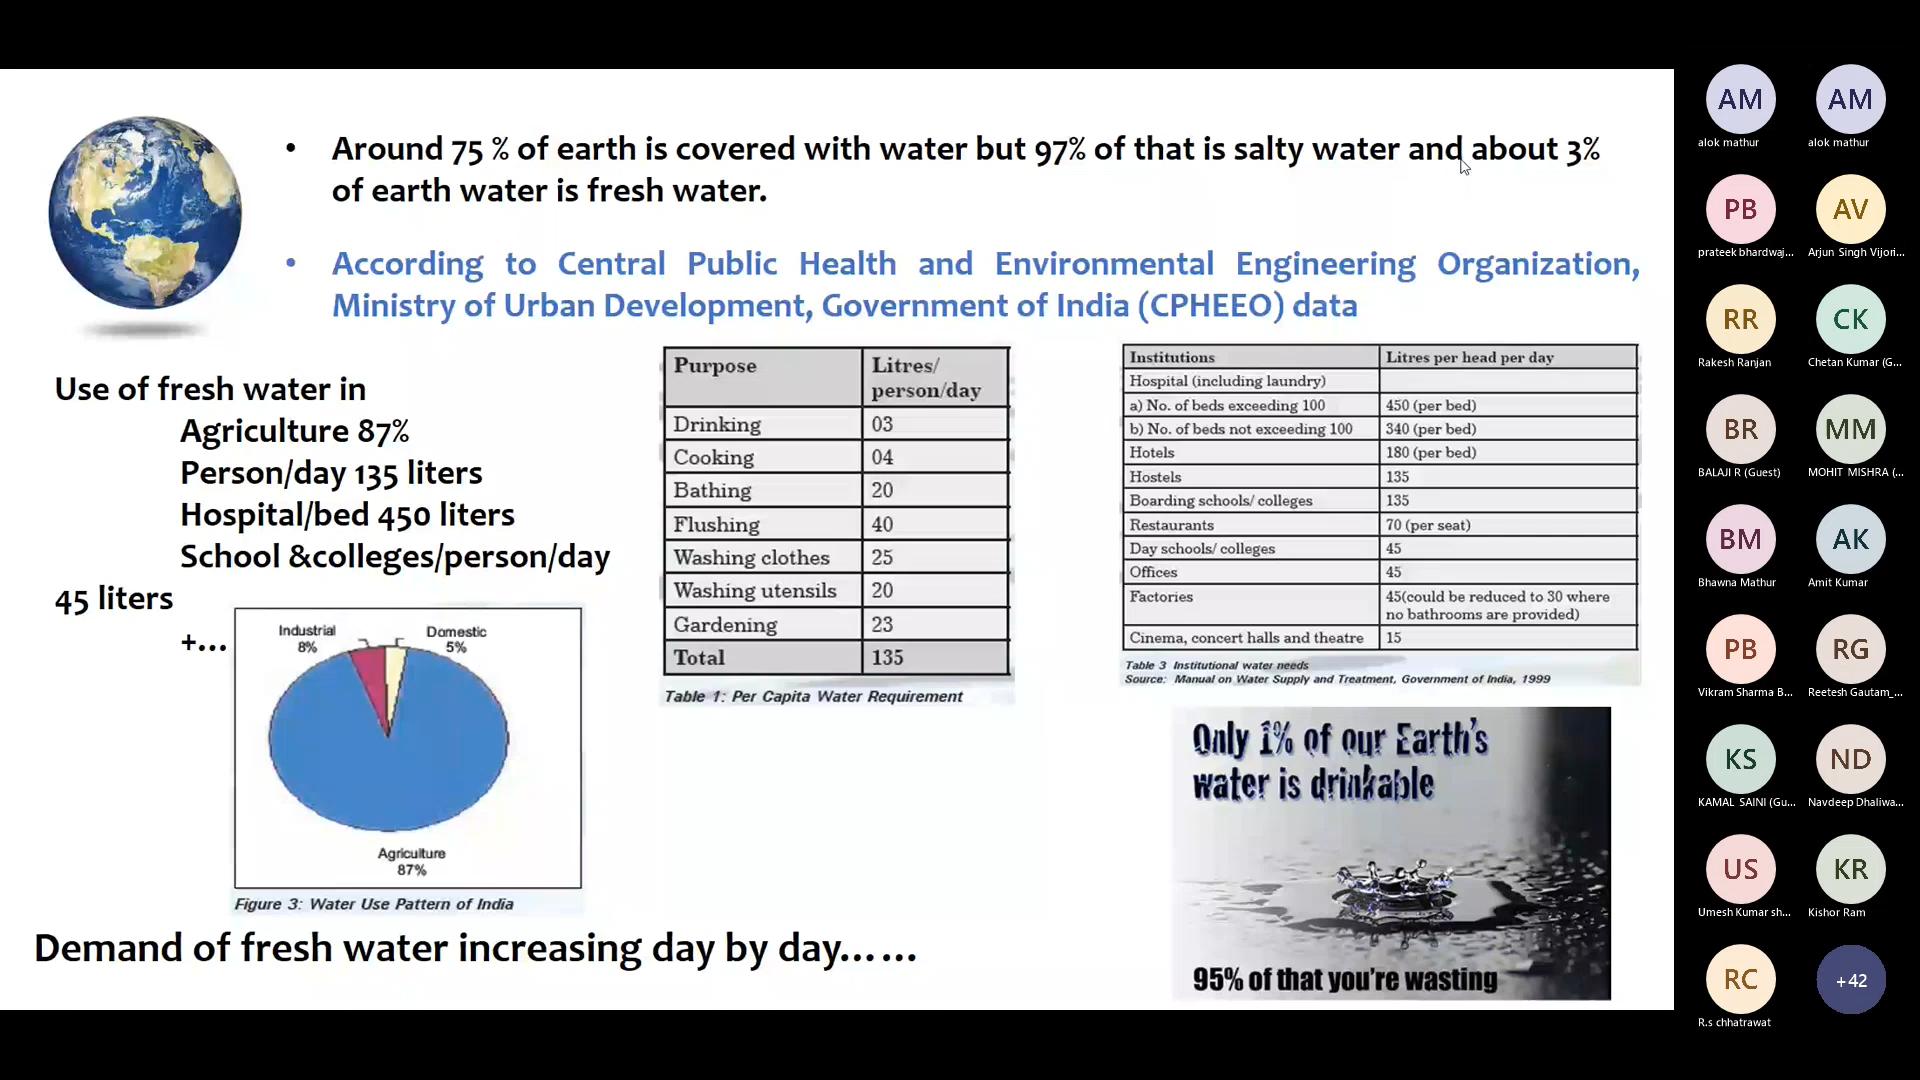 • Around 75 % of earth is covered with water but 97% of that is salty water and about 3%
of earth water is fresh water.
• According to Central Public Health and Environmental Engineering Organization,
Ministry of Urban Development, Government of India (CPHEEO) data
Use of fresh water in
Agriculture 87%
Person/day 135 liters
Hospital/bed 450 liters
School &colleges/person/day
45 liters
+...
Industrial
8%
Domestic
5%
Agriculture
87%
Figure 3: Water Use Pattern of India
Purpose Litres/
person/day
Drinking 03
Cooking 04
Bathing 20
Flushing 40
Washing clothes 25
Washing utensils 20
Gardening 23
Total 135
Table 1: Per Capita Water Requirement
Institutions Litres per head per day
Hospital (including laundry)
a) No. of beds exceeding 100 450 (per bed)
b) No. of beds not exceeding 100 340 (per bed)
Hotels 180 (per bed)
Hostels 135
Boarding schools/ colleges 135
Restaurants 70 (per seat)
Day schools/ colleges 45
Offices 45
Factories 45(could be reduced to 30 where
no bathrooms are provided)
Cinema, concert halls and theatre 15
Table 3 Institutional water needs
Source: Manual on Water Supply and Treatment, Government of India, 1999
Only 1% of our Earth's
water is drinkable
95% of that you're wasting
Demand of fresh water increasing day by day......
AM AM
alok mathur alok mathur
PB AV
prateek bhardwaj... Arjun Singh Vijori...
RR CK
Rakesh Ranjan Chetan Kumar (G...
BR MM
BALAJI R (Guest) MOHIT MISHRA (...
BM AK
Bhawna Mathur Amit Kumar
PB RG
Vikram Sharma B... Reetesh Gautam_...
KS ND
KAMAL SAINI (Gu... Navdeep Dhaliwa...
US KR
Umesh Kumar sh... Kishor Ram
RC +42
R.s chhatrawat